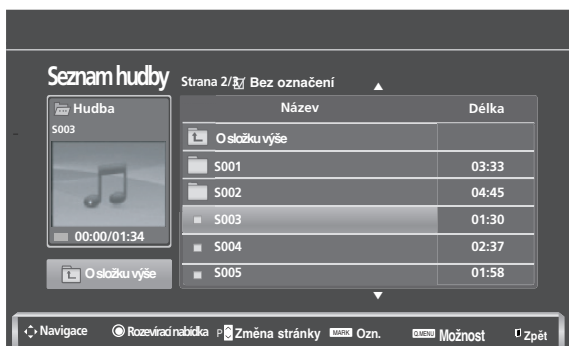 Seznam hudby
Strana 2/3 Bez označení
Hudba
S003
00:00/01:34
O složku výše
Název Délka
O složku výše
S001 03:33
S002 04:45
S003 01:30
S004 02:37
S005 01:58
Navigace Rozevírací nabídka P Změna stránky MARK Ozn. Q.MENU Možnost Zpět